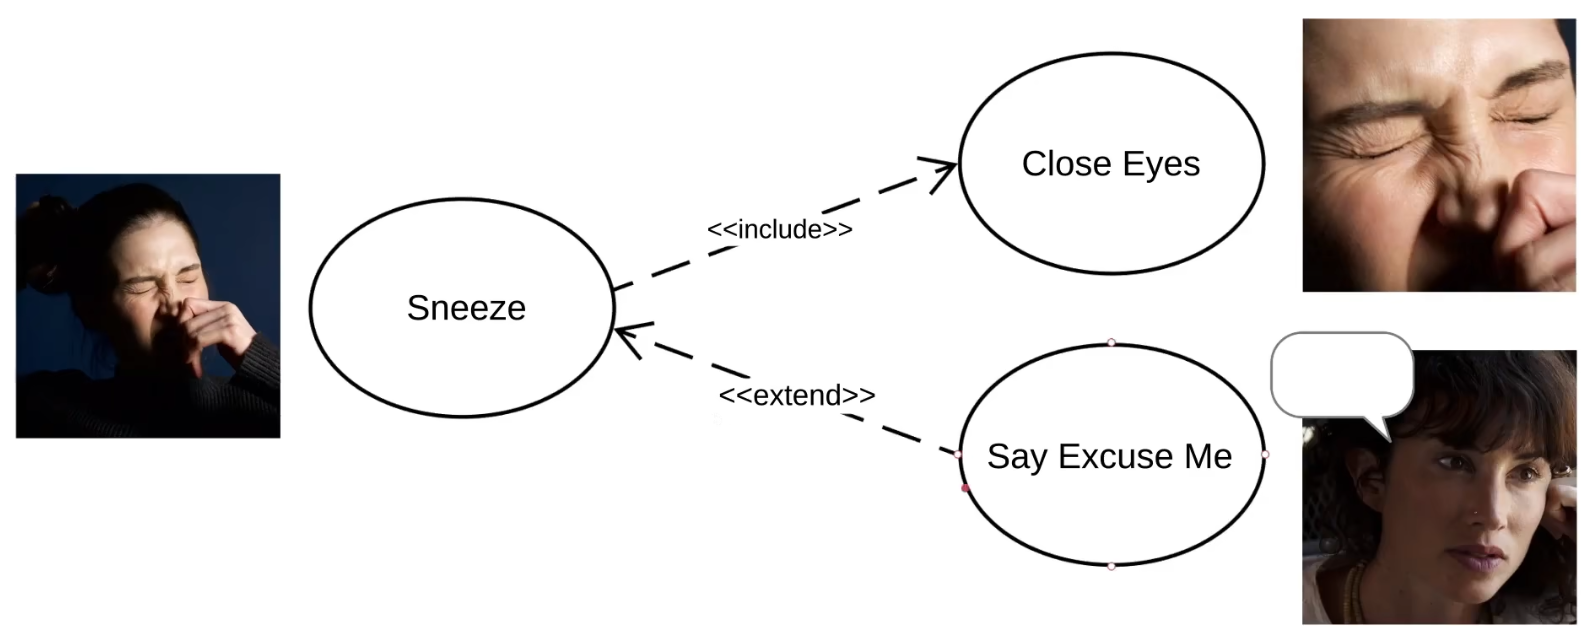 Close Eyes
<<include>>
Sneeze
<<extend>>
Say Excuse Me